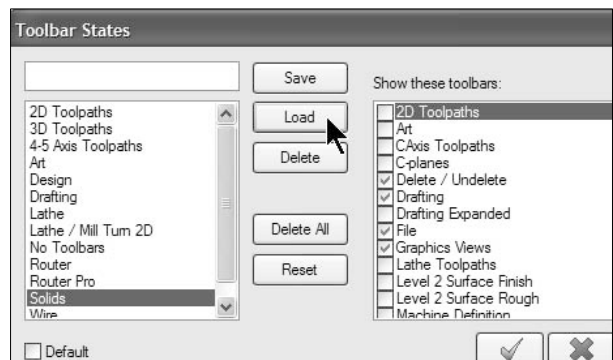 Toolbar States
Save
Load
Delete
Delete All
Reset
2D Toolpaths
3D Toolpaths
4-5 Axis Toolpaths
Art
Design
Drafting
Lathe
Lathe / Mill Turn 2D
No Toolbars
Router
Router Pro
Solids
Wire
Default
Show these toolbars:
2D Toolpaths
Art
CAxis Toolpaths
C-planes
Delete / Undelete
Drafting
Drafting Expanded
File
Graphics Views
Lathe Toolpaths
Level 2 Surface Finish
Level 2 Surface Rough
Machine Definition